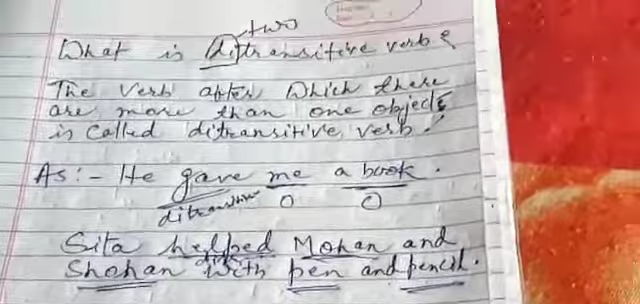 two
What is Ditransitive verb?
The verb after which there
are more than one objects
is called ditransitive verb.
As:- He gave me a book.
ditransitive O O
Sita helped Mohan and
Shohan with pen and pencil.